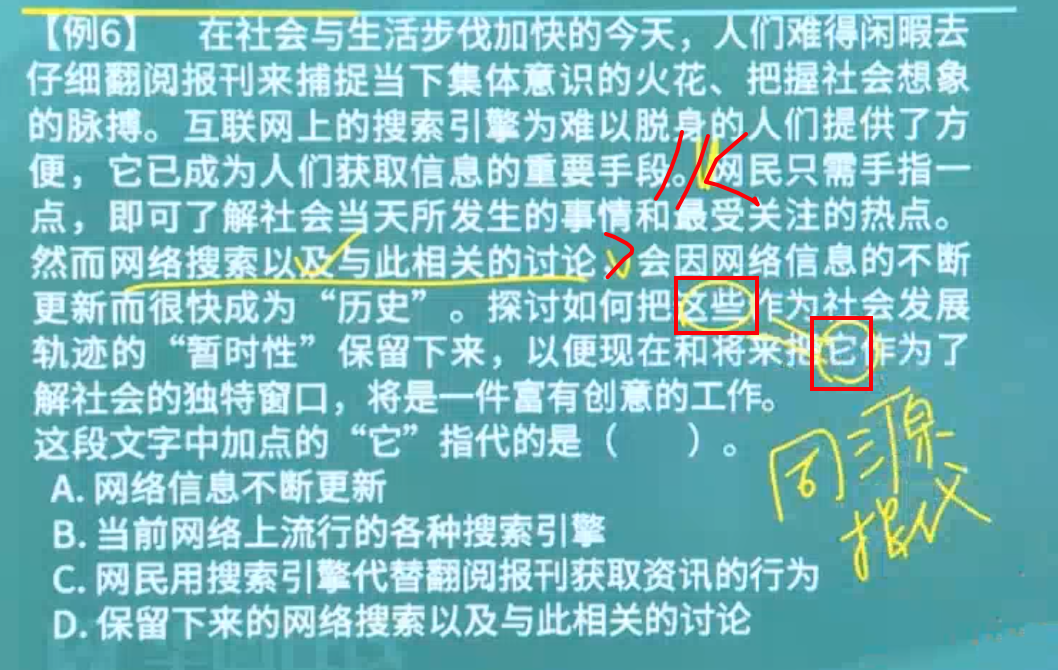 【例6】 在社会与生活步伐加快的今天，人们难得闲暇去
仔细翻阅报刊来捕捉当下集体意识的火花、把握社会想象
的脉搏。互联网上的搜索引擎为难以脱身的人们提供了方
便，它已成为人们获取信息的重要手段。网民只需手指一
点，即可了解社会当天所发生的事情和最受关注的热点。
然而网络搜索以及与此相关的讨论，会因网络信息的不断
更新而很快成为“历史”。探讨如何把这些作为社会发展
轨迹的“暂时性”保留下来，以便现在和将来把它作为了
解社会的独特窗口，将是一件富有创意的工作。
这段文字中加点的“它”指代的是（ ）。
A. 网络信息不断更新
B. 当前网络上流行的各种搜索引擎
C. 网民用搜索引擎代替翻阅报刊获取资讯的行为
D. 保留下来的网络搜索以及与此相关的讨论
同源
指代